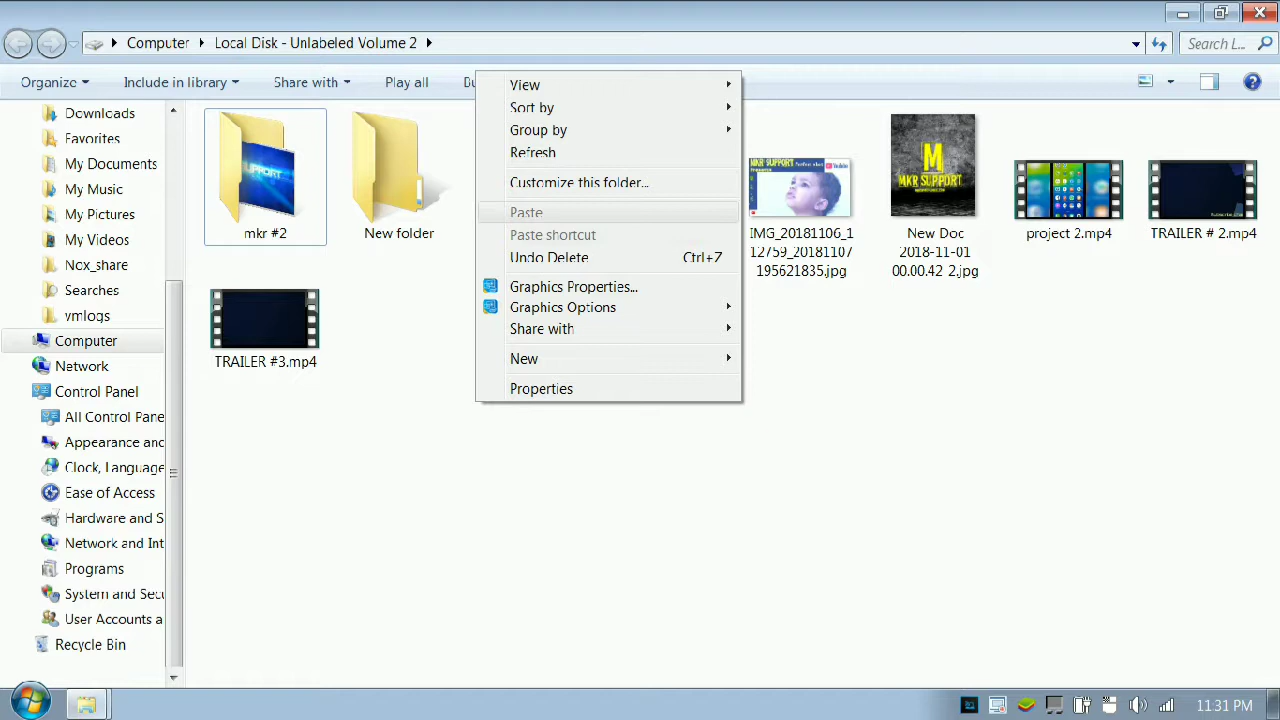 Computer
Local Disk - Unlabeled Volume 2
Search L...
Organize
Include in library
Share with
Play all
Bu
Downloads
Favorites
My Documents
My Music
My Pictures
My Videos
Nox_share
Searches
vmlogs
Computer
Network
Control Panel
All Control Pane
Appearance and
Clock, Language
Ease of Access
Hardware and S
Network and Int
Programs
System and Secu
User Accounts a
Recycle Bin
mkr #2
New folder
TRAILER #3.mp4
View
Sort by
Group by
Refresh
Customize this folder...
Paste
Paste shortcut
Undo Delete Ctrl+Z
Graphics Properties...
Graphics Options
Share with
New
Properties
MKR SUPPORT
YouTube
IMG_20181106_1
12759_20181107
195621835.jpg
M
MKR SUPPORT
New Doc
2018-11-01
00.00.42 2.jpg
project 2.mp4
TRAILER # 2.mp4
11:31 PM